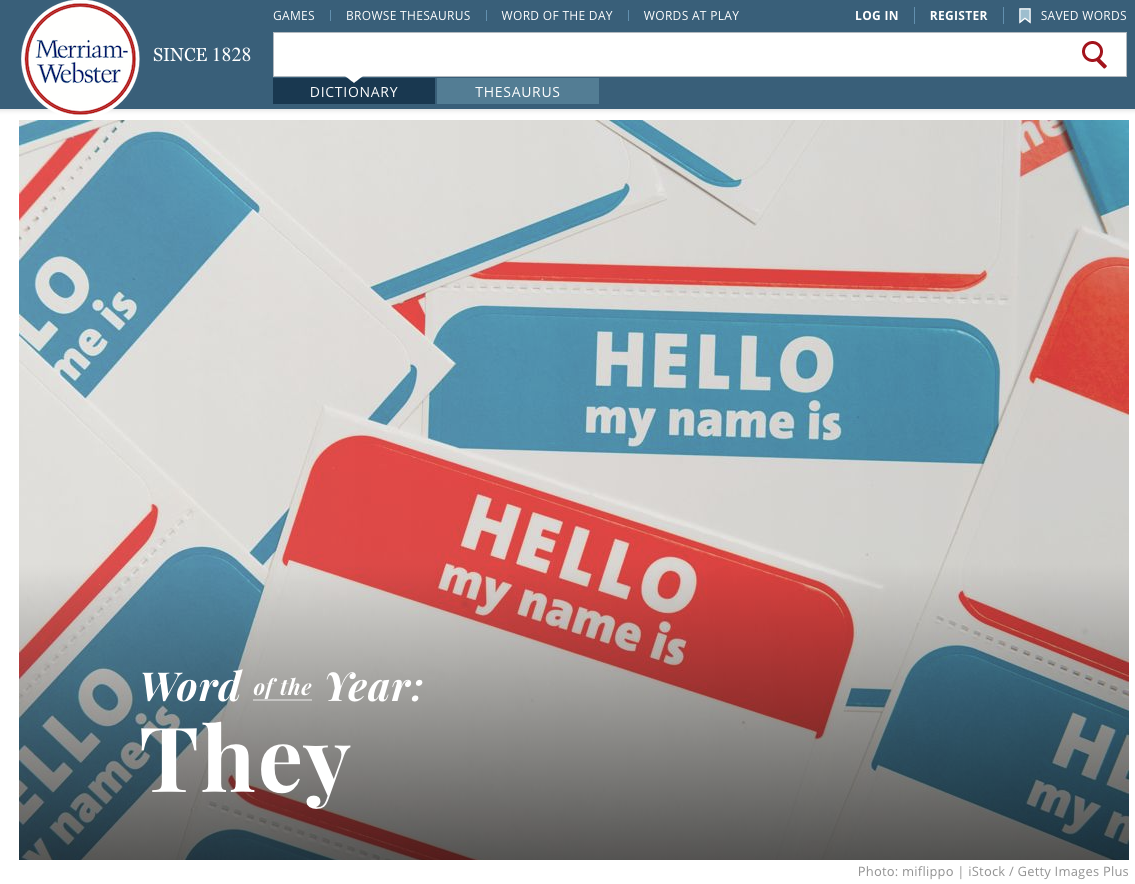 GAMES BROWSE THESAURUS WORD OF THE DAY WORDS AT PLAY LOG IN REGISTER SAVED WORDS
Merriam-
Webster
SINCE 1828
DICTIONARY THESAURUS
HELLO
my name is
HELLO
my name is
LO
me is
me
ELLO
y name is
HE
my n
Word of the Year:
They
Photo: miflippo | iStock / Getty Images Plus